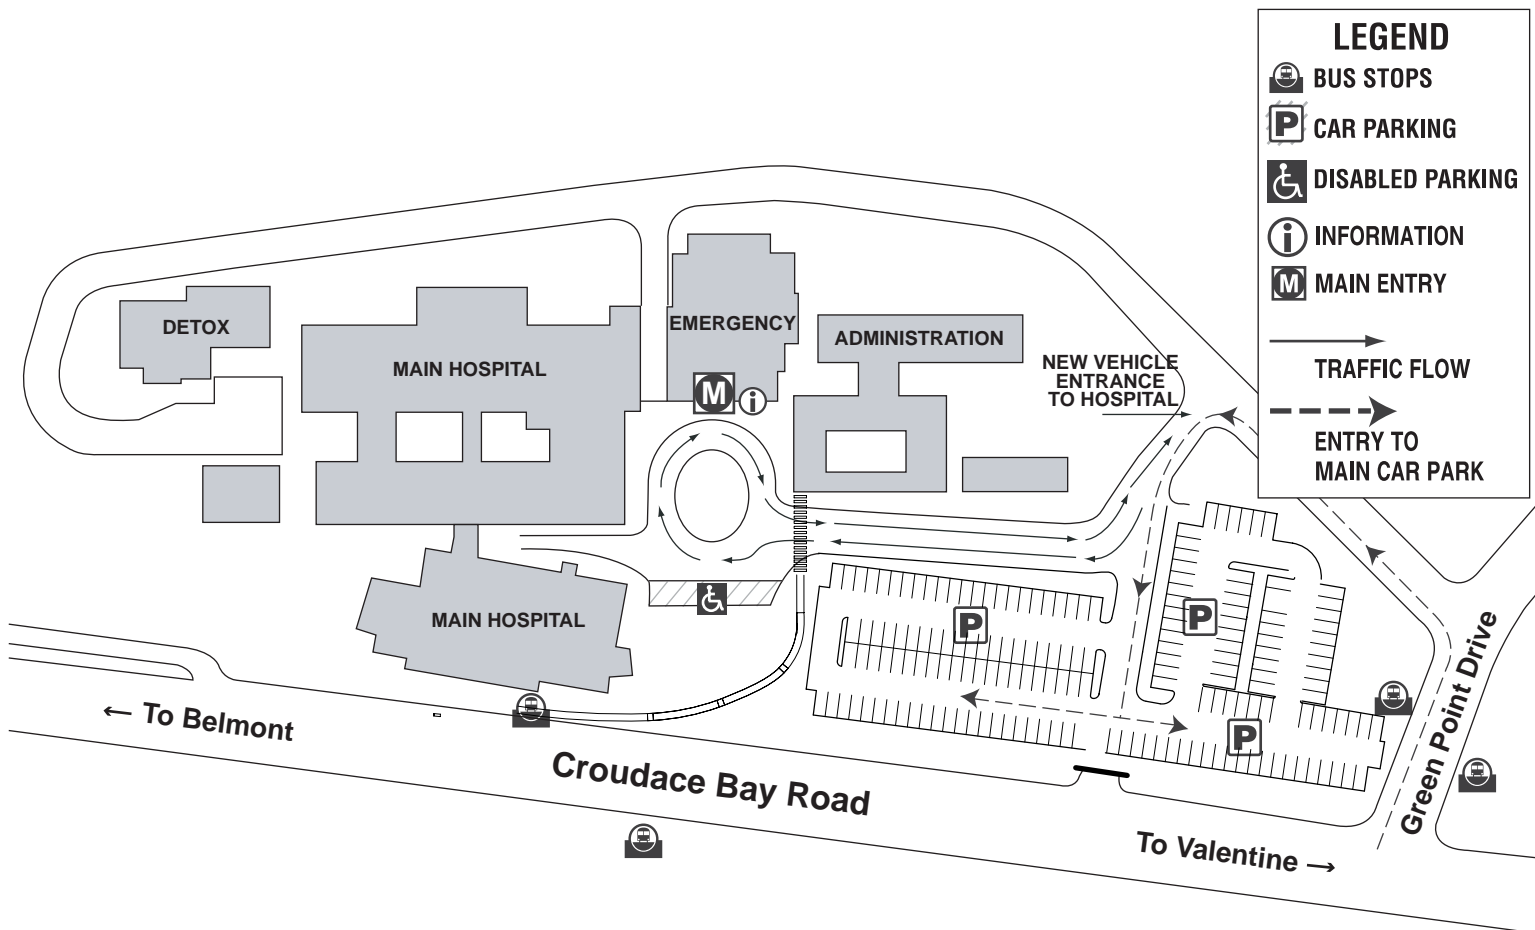 LEGEND
BUS STOPS
P CAR PARKING
DISABLED PARKING
i INFORMATION
M MAIN ENTRY
TRAFFIC FLOW
ENTRY TO
MAIN CAR PARK
DETOX
MAIN HOSPITAL
EMERGENCY
ADMINISTRATION
NEW VEHICLE
ENTRANCE
TO HOSPITAL
M
i
MAIN HOSPITAL
P
P
P
Green Point Drive
← To Belmont
Croudace Bay Road
To Valentine →